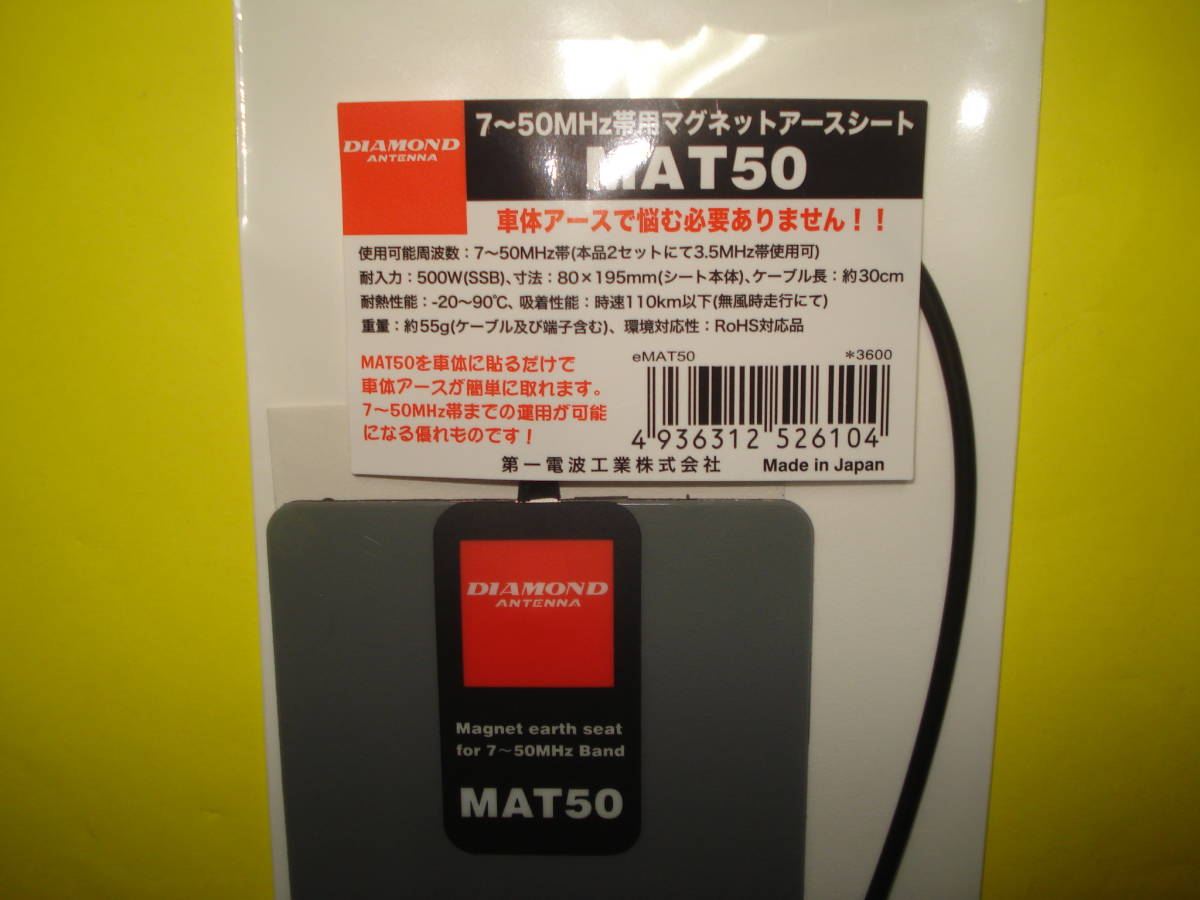 DIAMOND
ANTENNA
7～50MHz帯用マグネットアースシート
MAT50
車体アースで悩む必要ありません！！
使用可能周波数：7～50MHz帯(本品2セットにて3.5MHz帯使用可)
耐入力：500W(SSB)、寸法：80×195mm(シート本体)、ケーブル長：約30cm
耐熱性能：-20～90℃、吸着性能：時速110km以下(無風時走行にて)
重量：約55g(ケーブル及び端子含む)、環境対応性：RoHS対応品
MAT50を車体に貼るだけで
車体アースが簡単に取れます。
7～50MHz帯までの運用が可能
になる優れものです！
eMAT50 *3600
4 936312 526104
第一電波工業株式会社 Made in Japan
DIAMOND
ANTENNA
Magnet earth seat
for 7～50MHz Band
MAT50